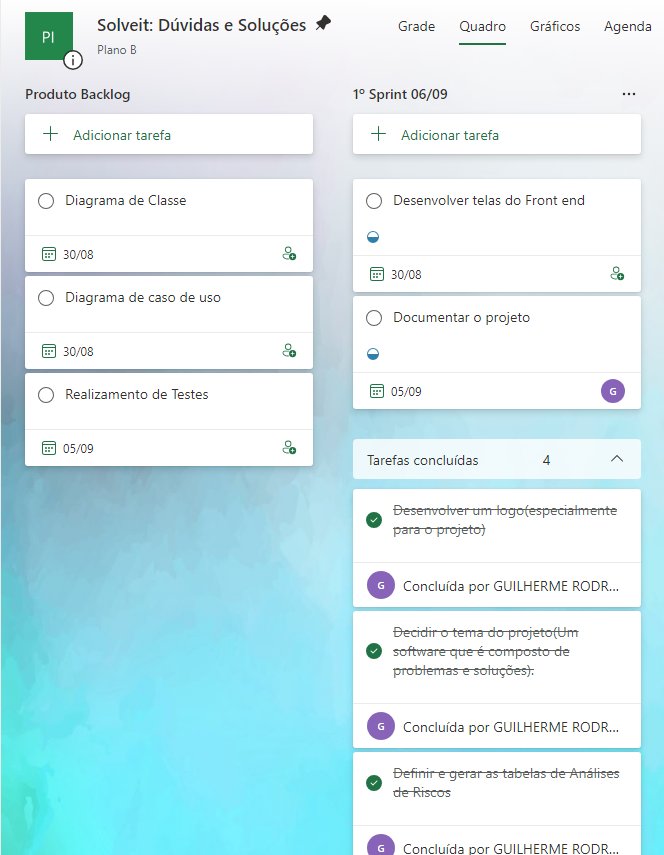 PI
Solveit: Dúvidas e Soluções
Plano B
Grade
Quadro
Gráficos
Agenda
Produto Backlog
Adicionar tarefa
Diagrama de Classe
30/08
Diagrama de caso de uso
30/08
Realizamento de Testes
05/09
1º Sprint 06/09
Adicionar tarefa
Desenvolver telas do Front end
30/08
Documentar o projeto
05/09
G
Tarefas concluídas 4
Desenvolver um logo(especialmente
para o projeto)
G
Concluída por GUILHERME RODR...
Decidir o tema do projeto(Um
software que é composto de
problemas e soluções).
G
Concluída por GUILHERME RODR...
Definir e gerar as tabelas de Análises
de Riscos
G
Concluída por GUILHERME RODR...